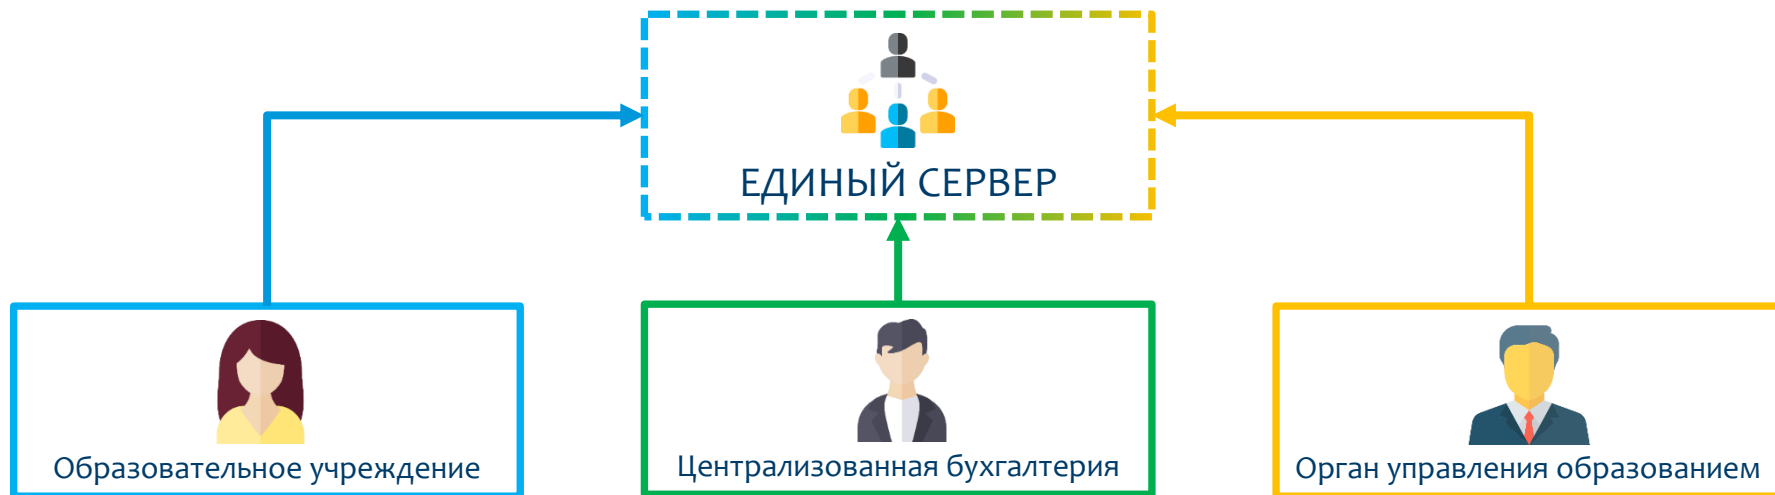 ЕДИНЫЙ СЕРВЕР
Образовательное учреждение
Централизованная бухгалтерия
Орган управления образованием